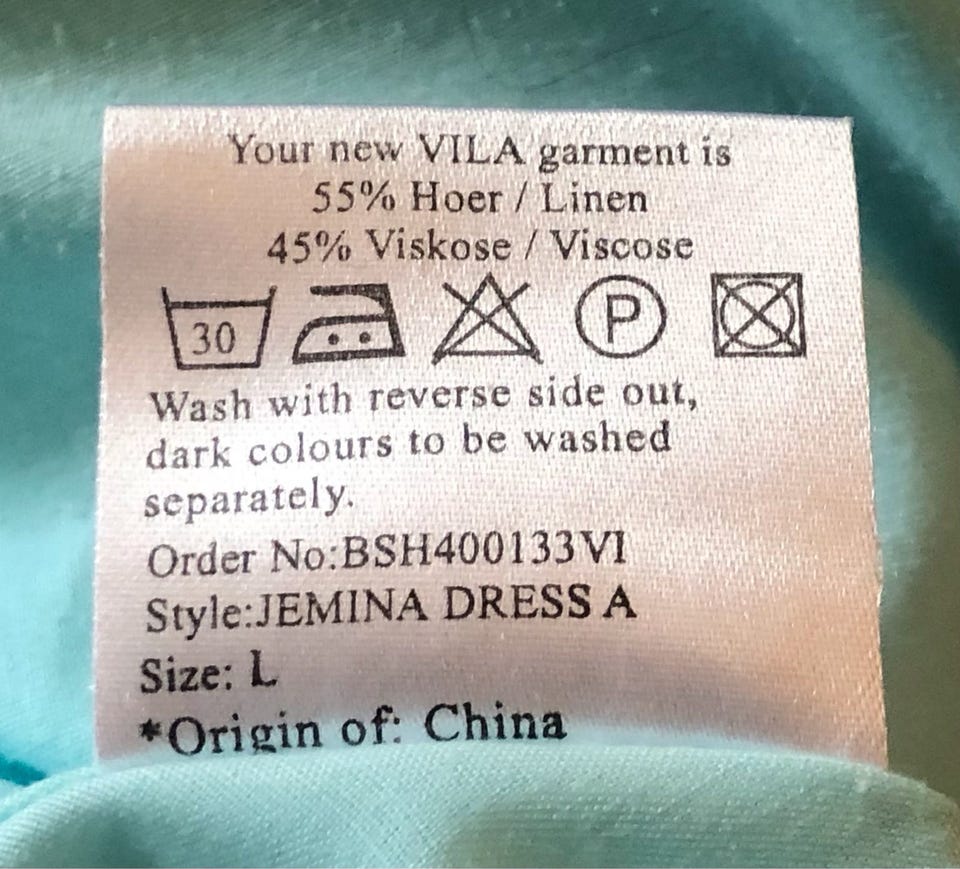 Your new VILA garment is
55% Hoer / Linen
45% Viskose / Viscose
30 P
Wash with reverse side out,
dark colours to be washed
separately.
Order No:BSH400133VI
Style:JEMINA DRESS A
Size: L
*Origin of: China